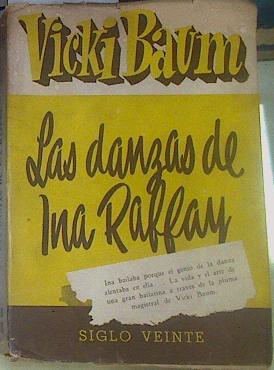 Vicki Baum
Las danzas de
Ina Raffay
Ina bailaba porque el genio de la danza
alentaba en ella - La vida y el arte de
una gran bailarina a través de la pluma
magistral de Vicki Baum.
SIGLO VEINTE